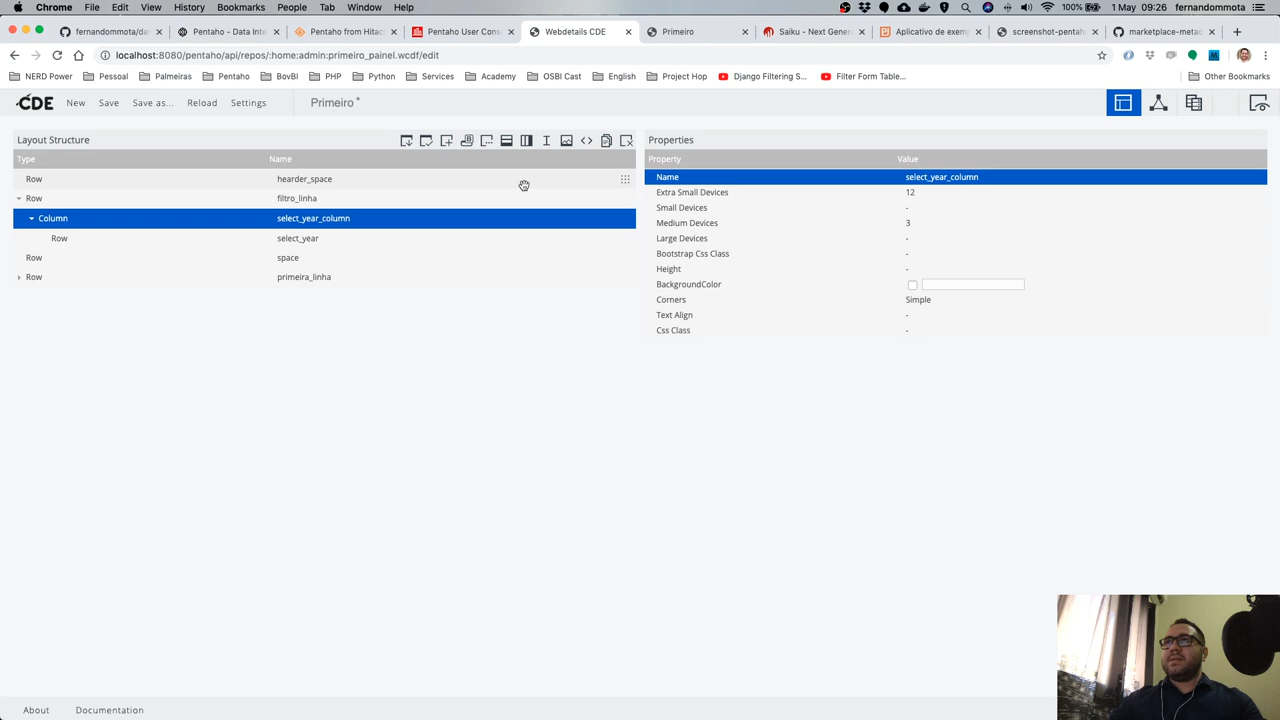 Chrome File Edit View History Bookmarks People Tab Window Help 100% 1 May 09:26 fernandommota
fernandommota/da Pentaho - Data Inte Pentaho from Hitac Pentaho User Cons Webdetails CDE Primeiro Saiku - Next Genera Aplicativo de exemp screenshot-pentah marketplace-metad
localhost:8080/pentaho/api/repos/:home:admin:primeiro_painel.wcdf/edit
NERD Power Pessoal Palmeiras Pentaho BovBI PHP Python Services Academy OSBI Cast English Project Hop Django Filtering S... Filter Form Table... Other Bookmarks
CDE New Save Save as... Reload Settings Primeiro *
Layout Structure
Type Name
Row hearder_space
Row filtro_linha
Column select_year_column
Row select_year
Row space
Row primeira_linha
Properties
Property Value
Name select_year_column
Extra Small Devices 12
Small Devices -
Medium Devices 3
Large Devices -
Bootstrap Css Class -
Height -
BackgroundColor
Corners Simple
Text Align -
Css Class -
About Documentation